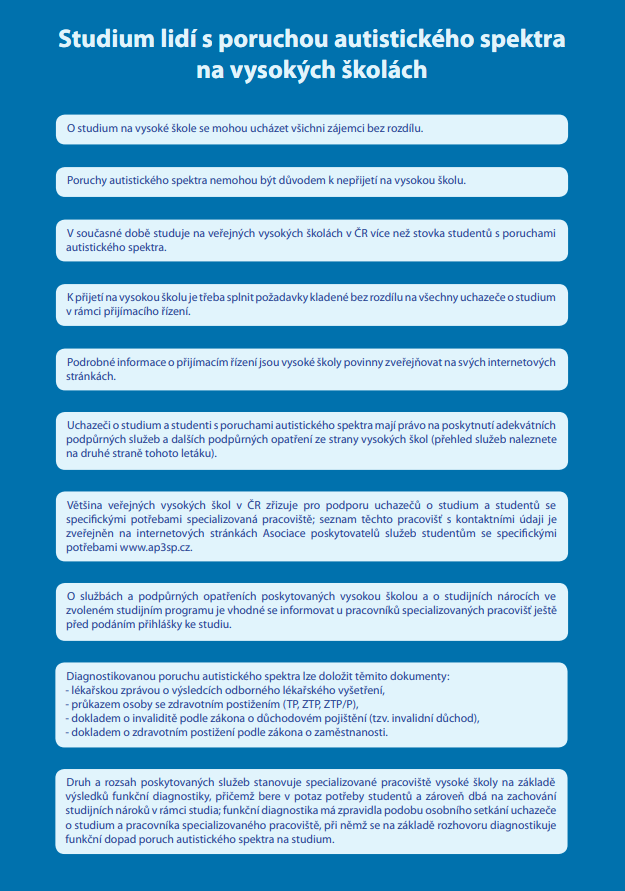 Studium lidí s poruchou autistického spektra
na vysokých školách
O studium na vysoké škole se mohou ucházet všichni zájemci bez rozdílu.
Poruchy autistického spektra nemohou být důvodem k nepřijetí na vysokou školu.
V současné době studuje na veřejných vysokých školách v ČR více než stovka studentů s poruchami
autistického spektra.
K přijetí na vysokou školu je třeba splnit požadavky kladené bez rozdílu na všechny uchazeče o studium
v rámci přijímacího řízení.
Podrobné informace o přijímacím řízení jsou vysoké školy povinny zveřejňovat na svých internetových
stránkách.
Uchazeči o studium a studenti s poruchami autistického spektra mají právo na poskytnutí adekvátních
podpůrných služeb a dalších podpůrných opatření ze strany vysokých škol (přehled služeb naleznete
na druhé straně tohoto letáku).
Většina veřejných vysokých škol v ČR zřizuje pro podporu uchazečů o studium a studentů se
specifickými potřebami specializovaná pracoviště; seznam těchto pracovišť s kontaktními údaji je
zveřejněn na internetových stránkách Asociace poskytovatelů služeb studentům se specifickými
potřebami www.ap3sp.cz.
O službách a podpůrných opatřeních poskytovaných vysokou školou a o studijních nárocích ve
zvoleném studijním programu je vhodné se informovat u pracovníků specializovaných pracovišť ještě
před podáním přihlášky ke studiu.
Diagnostikovanou poruchu autistického spektra lze doložit těmito dokumenty:
- lékařskou zprávou o výsledcích odborného lékařského vyšetření,
- průkazem osoby se zdravotním postižením (TP, ZTP, ZTP/P),
- dokladem o invaliditě podle zákona o důchodovém pojištění (tzv. invalidní důchod),
- dokladem o zdravotním postižení podle zákona o zaměstnanosti.
Druh a rozsah poskytovaných služeb stanovuje specializované pracoviště vysoké školy na základě
výsledků funkční diagnostiky, přičemž bere v potaz potřeby studentů a zároveň dbá na zachování
studijních nároků v rámci studia; funkční diagnostika má zpravidla podobu osobního setkání uchazeče
o studium a pracovníka specializovaného pracoviště, při němž se na základě rozhovoru diagnostikuje
funkční dopad poruch autistického spektra na studium.